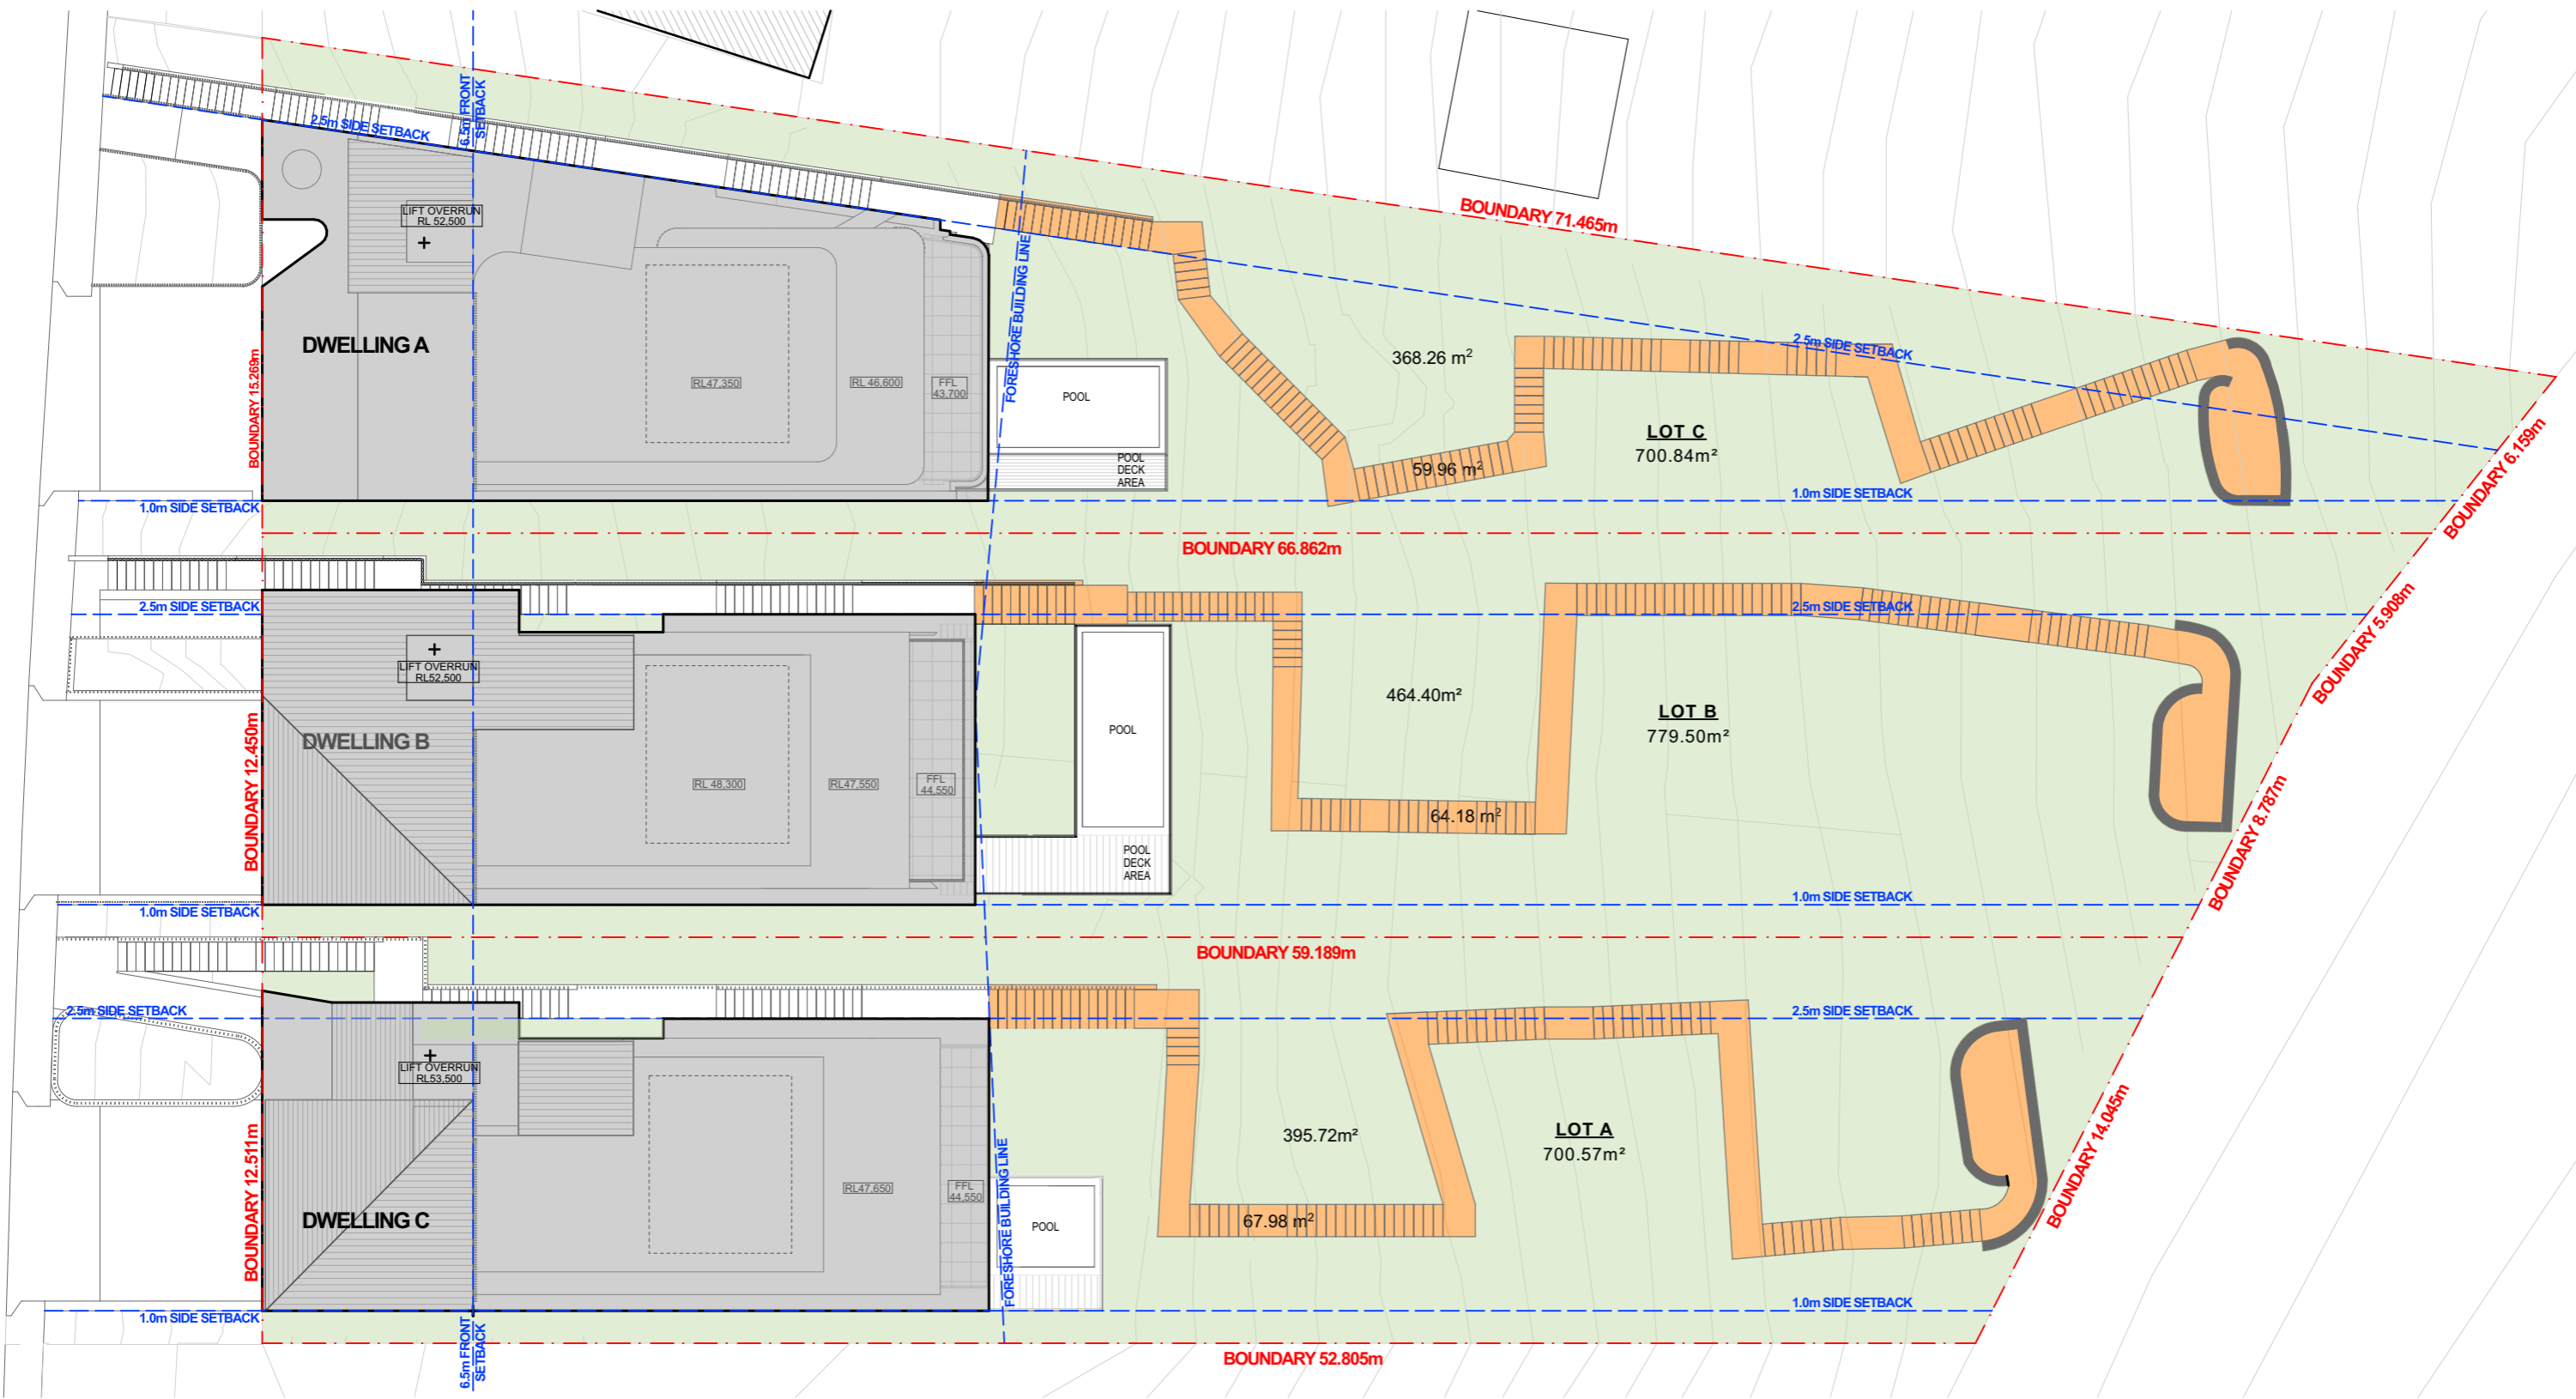 6.5m FRONT
SETBACK
2.5m SIDE SETBACK
LIFT OVERRUN
RL 52,500
DWELLING A
BOUNDARY 15.269m
RL47,350
RL 46,600
FFL
43,700
FORESHORE BUILDING LINE
POOL
POOL
DECK
AREA
BOUNDARY 71.465m
368.26 m²
59.96 m²
LOT C
700.84m²
2.5m SIDE SETBACK
1.0m SIDE SETBACK
1.0m SIDE SETBACK
BOUNDARY 6.159m
BOUNDARY 66.862m
2.5m SIDE SETBACK
2.5m SIDE SETBACK
BOUNDARY 5.908m
LIFT OVERRUN
RL52,500
DWELLING B
BOUNDARY 12.450m
RL 48,300
RL47,550
FFL
44,550
POOL
POOL
DECK
AREA
464.40m²
64.18 m²
LOT B
779.50m²
BOUNDARY 8.787m
1.0m SIDE SETBACK
1.0m SIDE SETBACK
BOUNDARY 59.189m
2.5m SIDE SETBACK
2.5m SIDE SETBACK
LIFT OVERRUN
RL53,500
DWELLING C
BOUNDARY 12.511m
RL47,650
FFL
44,550
FORESHORE BUILDING LINE
POOL
395.72m²
67.98 m²
LOT A
700.57m²
BOUNDARY 14.045m
1.0m SIDE SETBACK
1.0m SIDE SETBACK
6.5m FRONT
SETBACK
BOUNDARY 52.805m